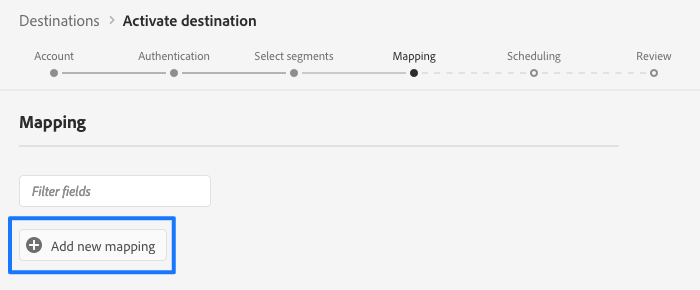 Destinations > Activate destination
Account Authentication Select segments Mapping Scheduling Review
Mapping
Filter fields
Add new mapping